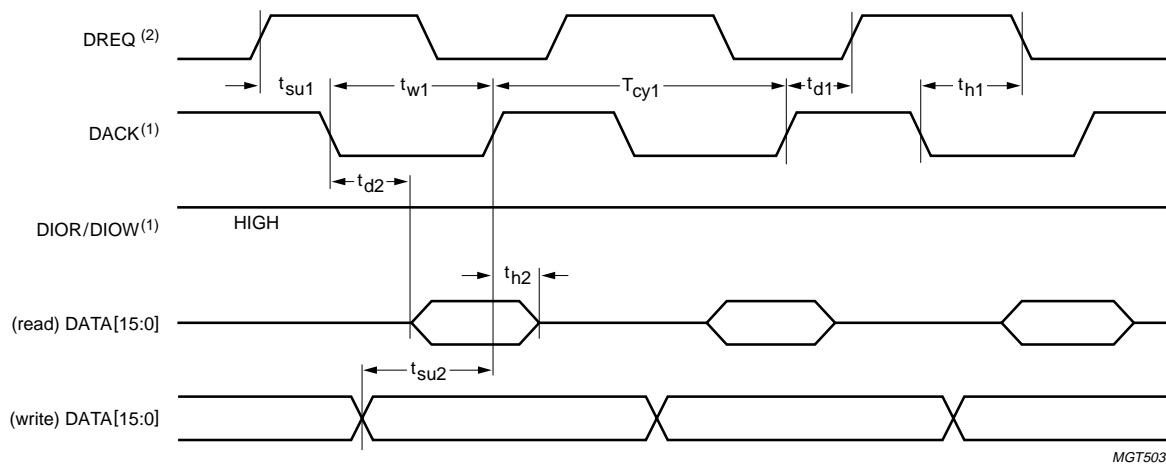 DREQ (2)
tsu1
tw1
Tcy1
td1
th1
DACK(1)
td2
DIOR/DIOW(1)
HIGH
th2
(read) DATA[15:0]
tsu2
(write) DATA[15:0]
MGT503